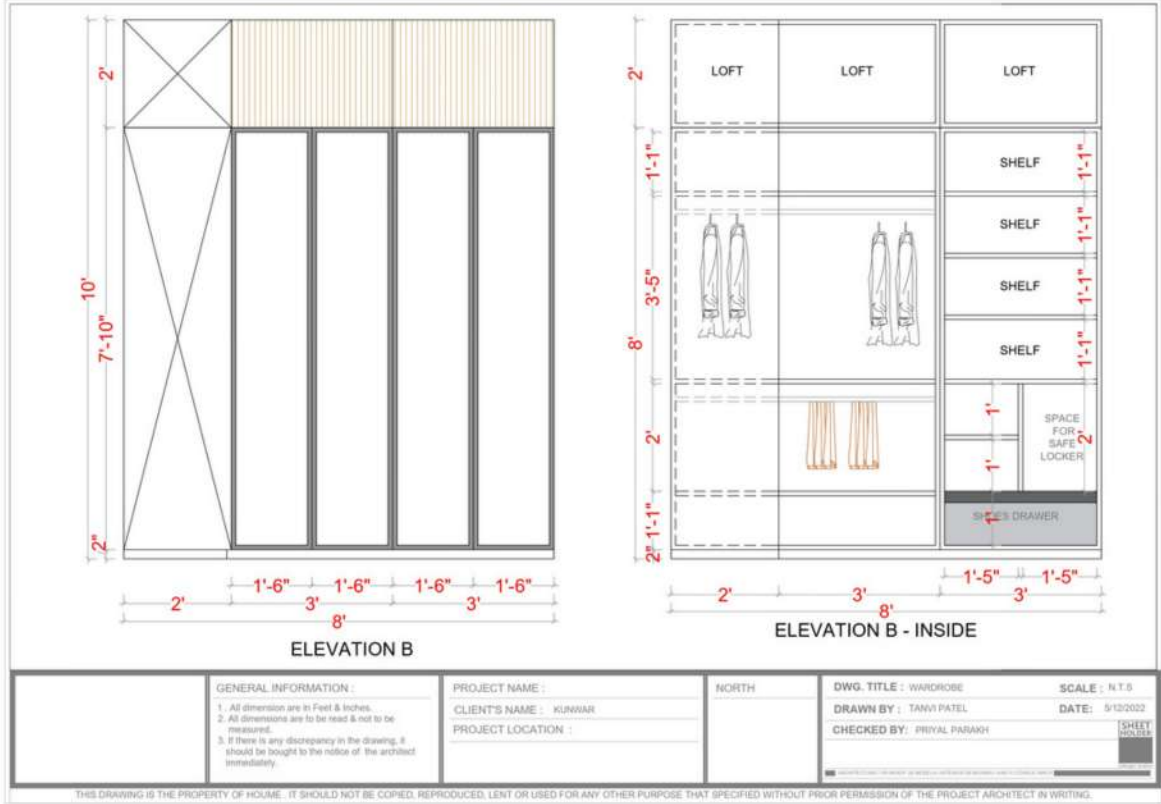 2'
10'
7'-10"
2"
1'-6" 1'-6" 1'-6" 1'-6"
2' 3' 3'
8'
ELEVATION B
2'
LOFT LOFT LOFT
1'-1"
SHELF 1'-1"
SHELF 1'-1"
3'-5"
SHELF 1'-1"
8'
SHELF 1'-1"
1'
SPACE
FOR
SAFE
LOCKER
2' 2'
1'
1'-1"
SHOES DRAWER
1'
2"
1'-5" 1'-5"
2' 3' 3'
8'
ELEVATION B - INSIDE
GENERAL INFORMATION :
1. All dimension are in Feet & Inches.
2. All dimensions are to be read & not to be
measured.
3. If there is any discrepancy in the drawing, it
should be bought to the notice of the architect
immediately.
PROJECT NAME :
CLIENT'S NAME : KUNWAR
PROJECT LOCATION :
NORTH
DWG. TITLE : WARDROBE SCALE : N.T.S
DRAWN BY : TANVI PATEL DATE: 5/12/2022
CHECKED BY: PRIYAL PARAKH
SHEET
HOLDER
THIS DRAWING IS THE PROPERTY OF HOUME . IT SHOULD NOT BE COPIED, REPRODUCED, LENT OR USED FOR ANY OTHER PURPOSE THAT SPECIFIED WITHOUT PRIOR PERMISSION OF THE PROJECT ARCHITECT IN WRITING.